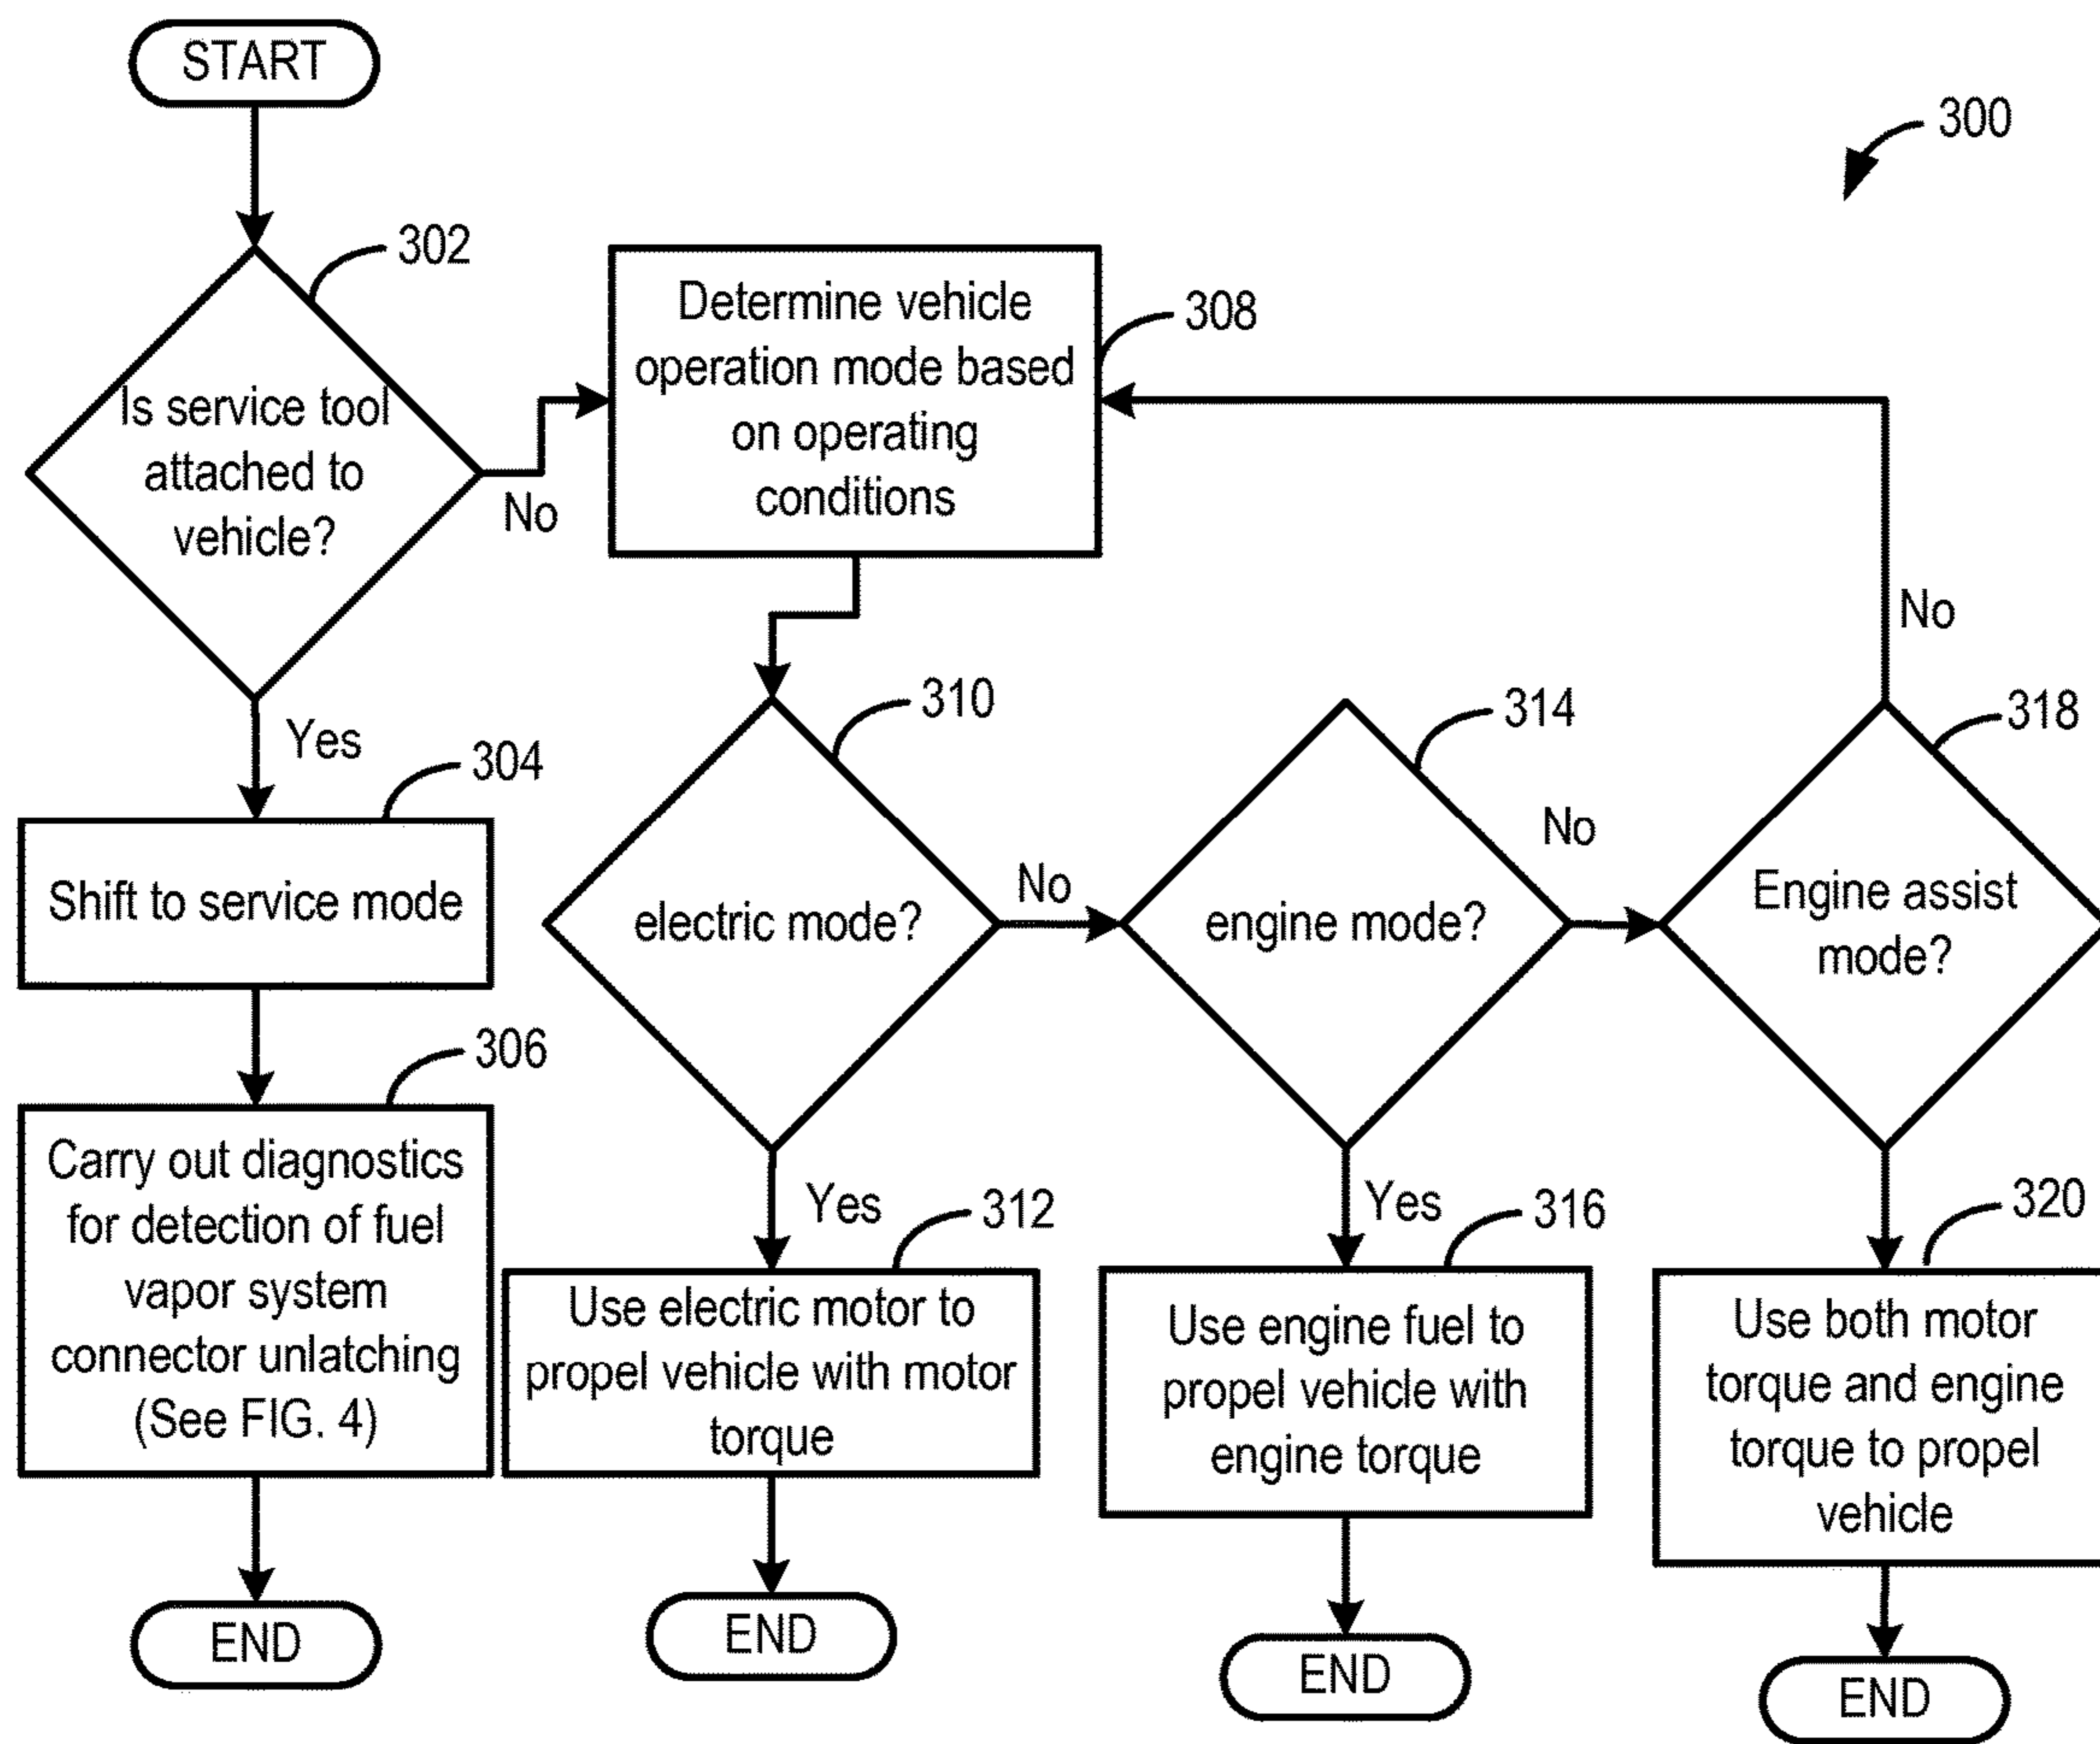 START
300
302
Is service tool
attached to
vehicle?
No
Yes
Determine vehicle
operation mode based
on operating
conditions
308
No
304
Shift to service mode
310
electric mode?
No
314
engine mode?
No
318
Engine assist
mode?
306
Carry out diagnostics
for detection of fuel
vapor system
connector unlatching
(See FIG. 4)
Yes
312
Use electric motor to
propel vehicle with motor
torque
Yes
316
Use engine fuel to
propel vehicle with
engine torque
320
Use both motor
torque and engine
torque to propel
vehicle
END
END
END
END